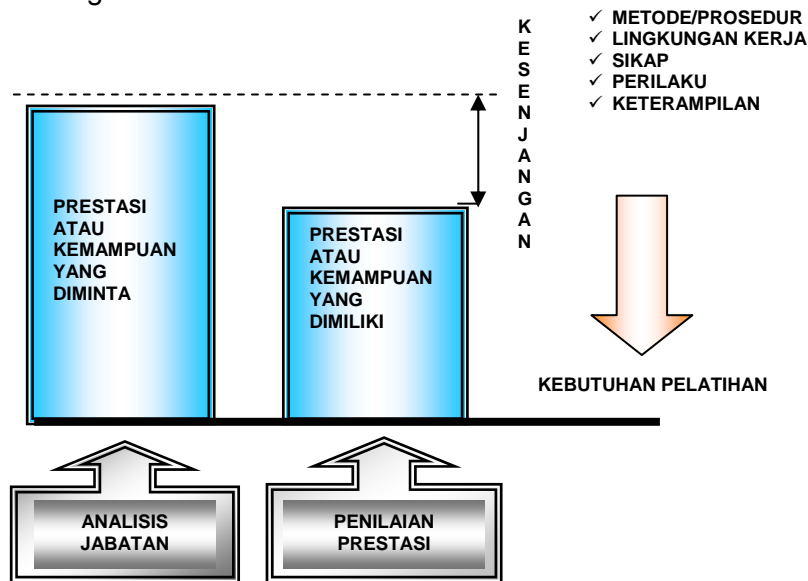 K
E
S
E
N
J
A
N
G
A
N
✓ METODE/PROSEDUR
✓ LINGKUNGAN KERJA
✓ SIKAP
✓ PERILAKU
✓ KETERAMPILAN
PRESTASI
ATAU
KEMAMPUAN
YANG
DIMINTA
PRESTASI
ATAU
KEMAMPUAN
YANG
DIMILIKI
KEBUTUHAN PELATIHAN
ANALISIS
JABATAN
PENILAIAN
PRESTASI